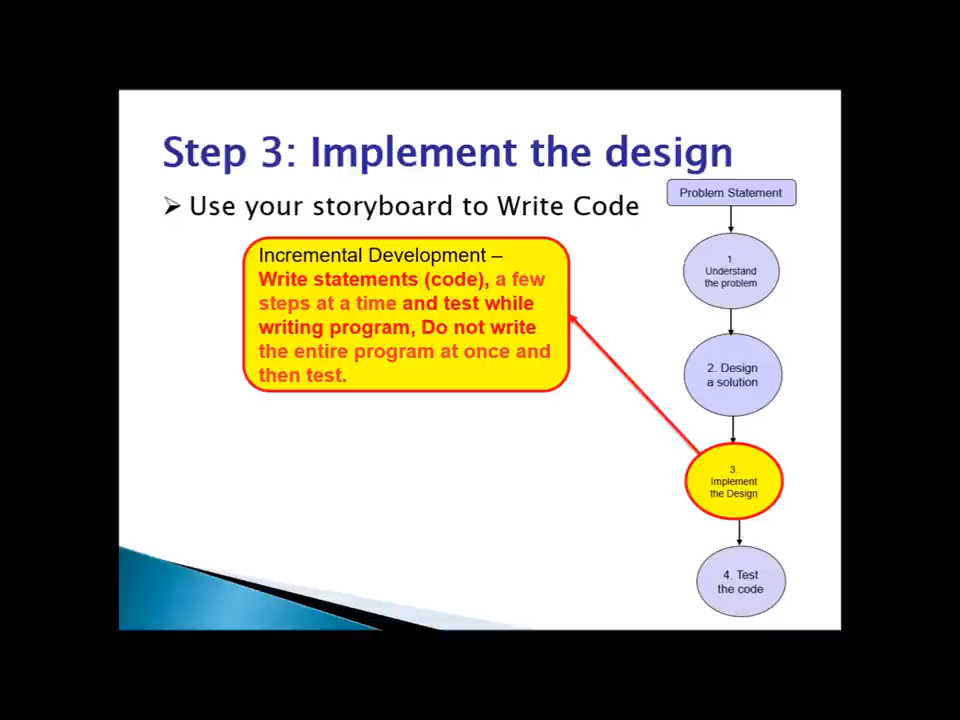 Step 3: Implement the design
Use your storyboard to Write Code
Incremental Development –
Write statements (code), a few
steps at a time and test while
writing program, Do not write
the entire program at once and
then test.
Problem Statement
1
Understand
the problem
2. Design
a solution
3.
Implement
the Design
4. Test
the code